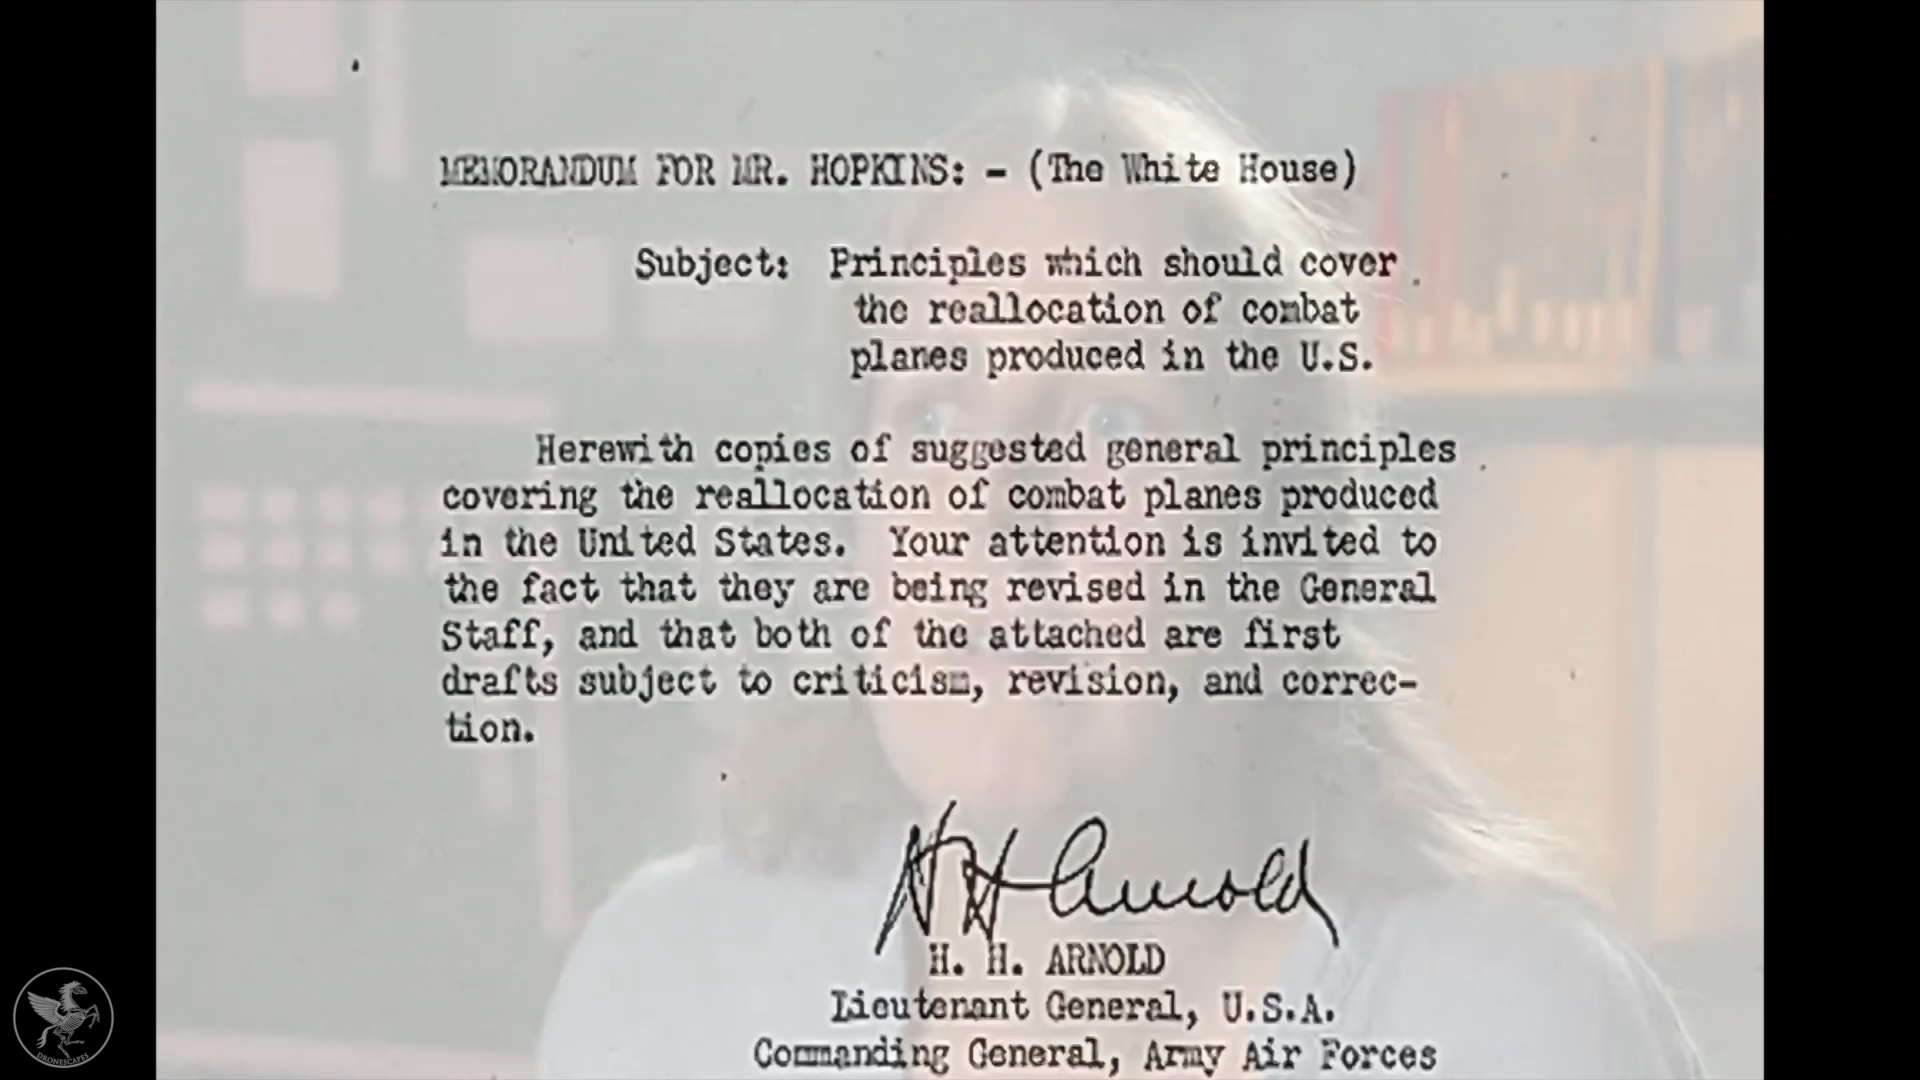 MEMORANDUM FOR MR. HOPKINS: - (The White House)
Subject: Principles which should cover
the reallocation of combat
planes produced in the U.S.
Herewith copies of suggested general principles
covering the reallocation of combat planes produced
in the United States. Your attention is invited to
the fact that they are being revised in the General
Staff, and that both of the attached are first
drafts subject to criticism, revision, and correc-
tion.
H H Arnold
H. H. ARNOLD
Lieutenant General, U.S.A.
Commanding General, Army Air Forces
DRONESCAPES